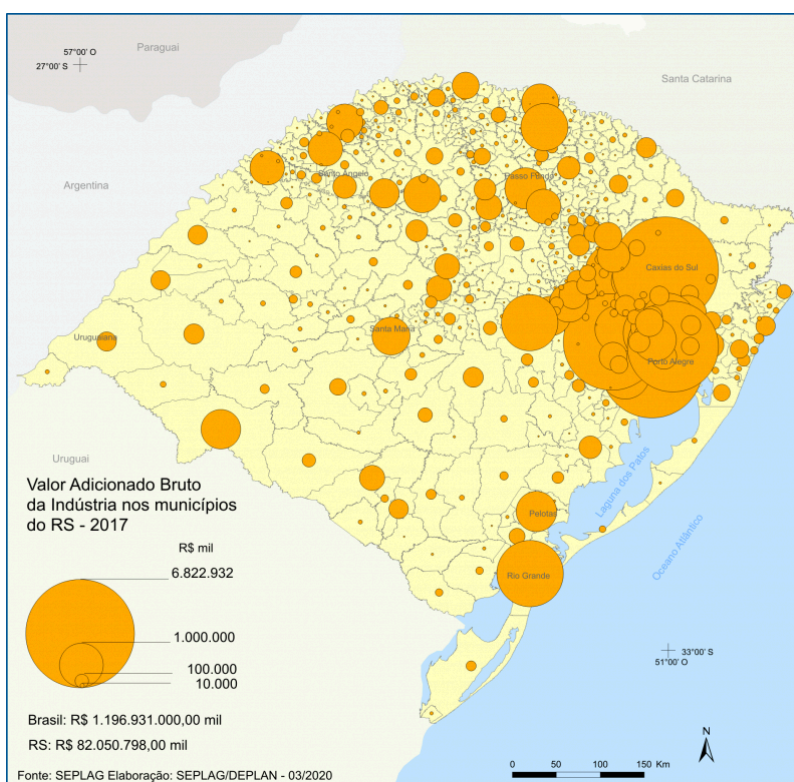 Paraguai
57°00' O
27°00' S
Santa Catarina
Argentina
Santo Angelo
Passo Fundo
Caxias do Sul
Santa Maria
Uruguaiana
Porto Alegre
Uruguai
Laguna dos Patos
Pelotas
Oceano Atlântico
Rio Grande
Valor Adicionado Bruto
da Indústria nos municípios
do RS - 2017
R$ mil
6.822.932
1.000.000
100.000
10.000
33°00' S
51°00' O
Brasil: R$ 1.196.931.000,00 mil
RS: R$ 82.050.798,00 mil
N
0 50 100 150 Km
Fonte: SEPLAG Elaboração: SEPLAG/DEPLAN - 03/2020